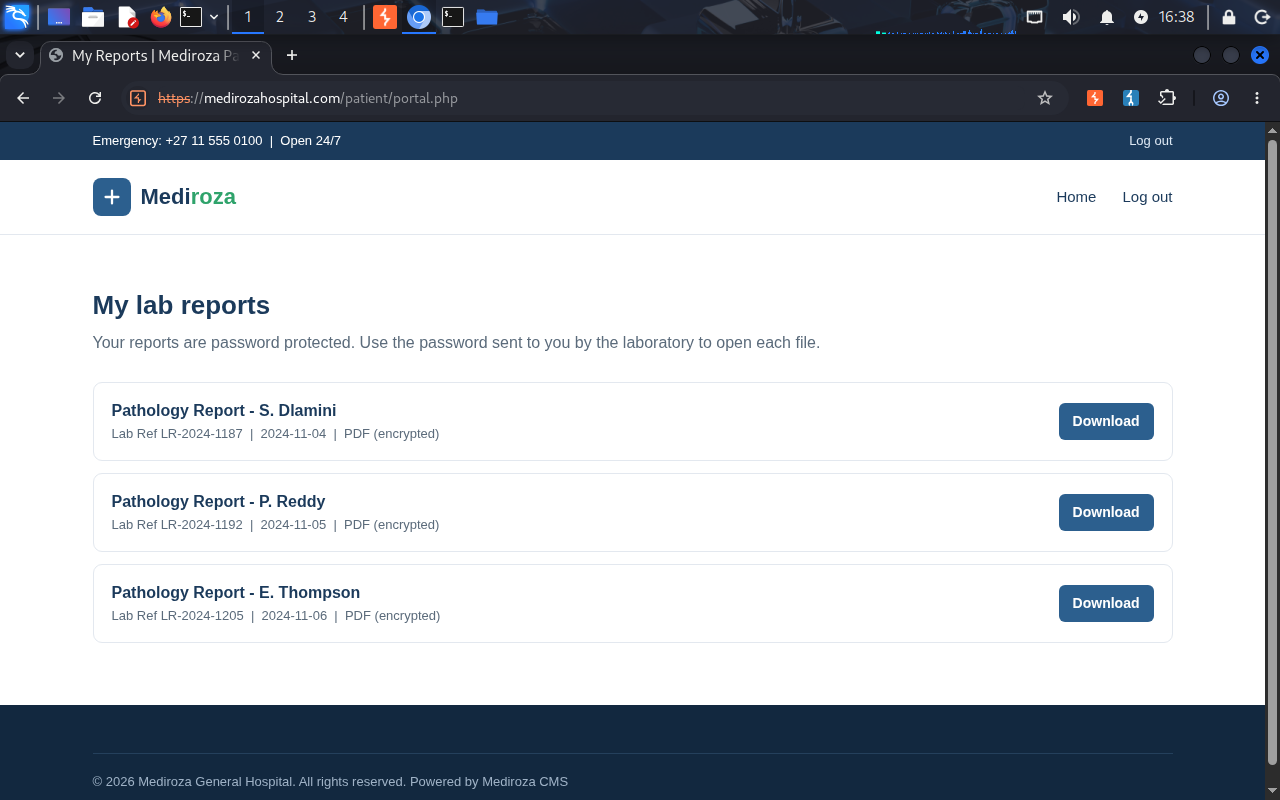 1 2 3 4 16:38
My Reports | Mediroza Pa
https://medirozahospital.com/patient/portal.php
Emergency: +27 11 555 0100 | Open 24/7 Log out
Mediroza Home Log out
My lab reports
Your reports are password protected. Use the password sent to you by the laboratory to open each file.
Pathology Report - S. Dlamini
Lab Ref LR-2024-1187 | 2024-11-04 | PDF (encrypted)
Download
Pathology Report - P. Reddy
Lab Ref LR-2024-1192 | 2024-11-05 | PDF (encrypted)
Download
Pathology Report - E. Thompson
Lab Ref LR-2024-1205 | 2024-11-06 | PDF (encrypted)
Download
© 2026 Mediroza General Hospital. All rights reserved. Powered by Mediroza CMS